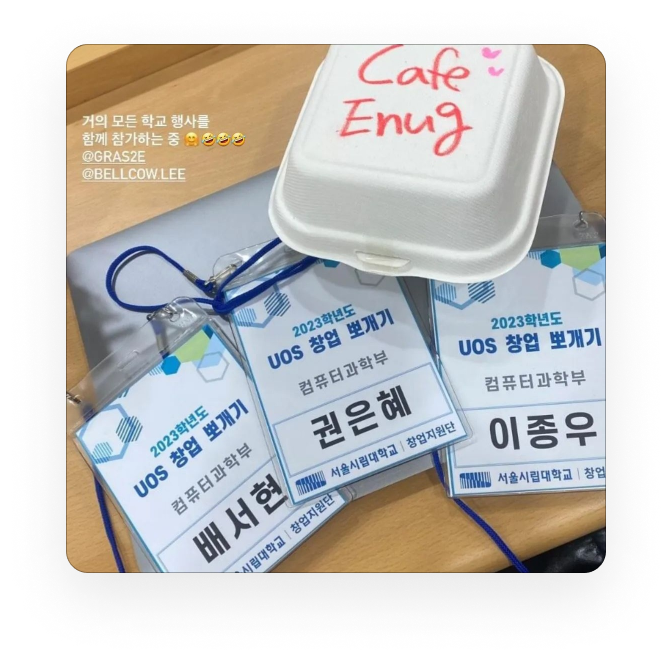 Cafe
Enug
거의 모든 학교 행사를
함께 참가하는 중 🤗🤣🤣🤣
@GRAS2E
@BELLCOW.LEE
2023학년도
UOS 창업 뽀개기
컴퓨터과학부
배서현
서울시립대학교 | 창업지원단
2023학년도
UOS 창업 뽀개기
컴퓨터과학부
권은혜
서울시립대학교 | 창업지원단
2023학년도
UOS 창업 뽀개기
컴퓨터과학부
이종우
서울시립대학교 | 창업